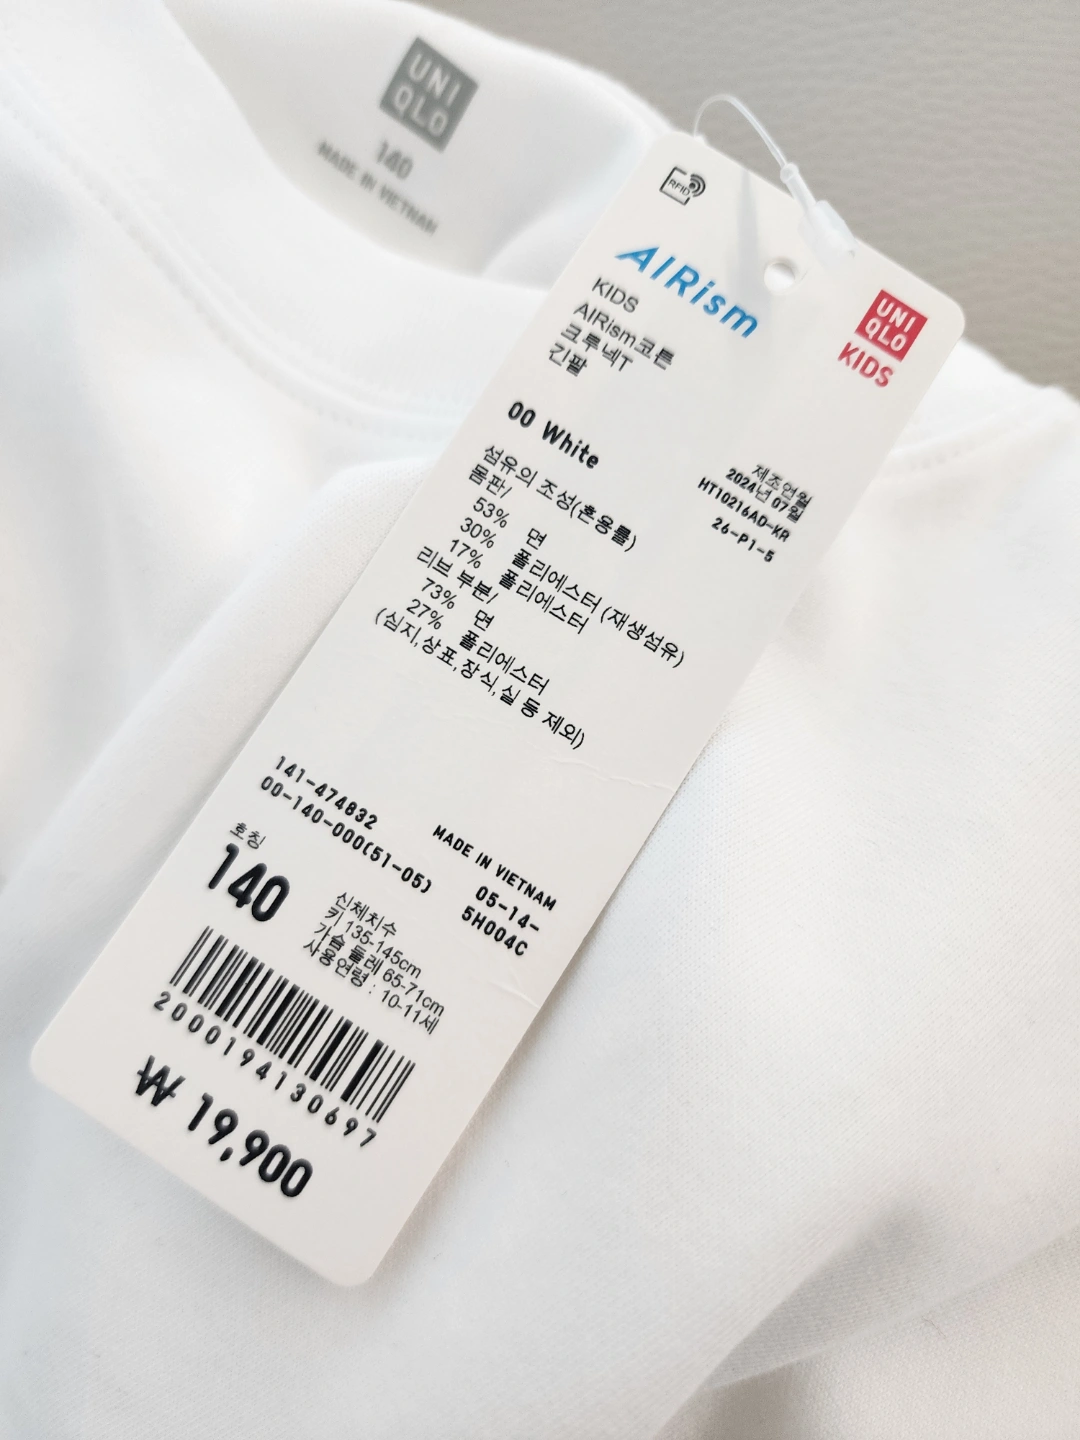 UNI
QLO
140
MADE IN VIETNAM
RFID
AIRism
UNI
QLO
KIDS
KIDS
AIRism코튼
크루넥T
긴팔
00 White
제조연월
2024년 07월
HT10216AD-KR
26-P1-5
섬유의 조성(혼용률)
몸판/
53% 면
30% 폴리에스터 (재생섬유)
17% 폴리에스터
리브 부분/
73% 면
27% 폴리에스터
(심지,상표,장식,실 등 제외)
141-474832
00-140-000(51-05)
MADE IN VIETNAM
05-14-
5H004C
호칭
140
신체치수
키 135-145cm
가슴 둘레 65-71cm
사용연령 : 10-11세
2000194130697
₩ 19,900